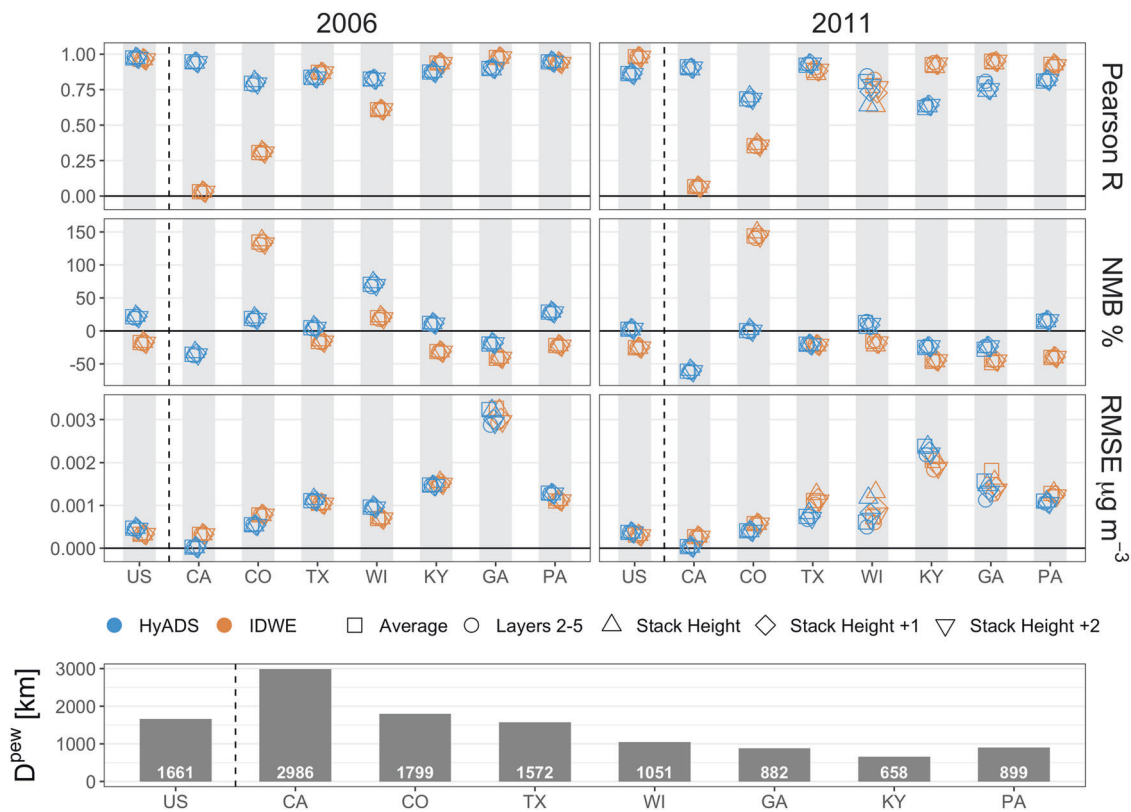 2006 2011
1.00
0.75
0.50
0.25
0.00
Pearson R
150
100
50
0
-50
NMB %
0.003
0.002
0.001
0.000
RMSE µg m⁻³
US CA CO TX WI KY GA PA US CA CO TX WI KY GA PA
HyADS IDWE Average Layers 2-5 Stack Height Stack Height +1 Stack Height +2
Dᵖᵉʷ [km]
3000
2000
1000
0
1661 2986 1799 1572 1051 882 658 899
US CA CO TX WI GA KY PA